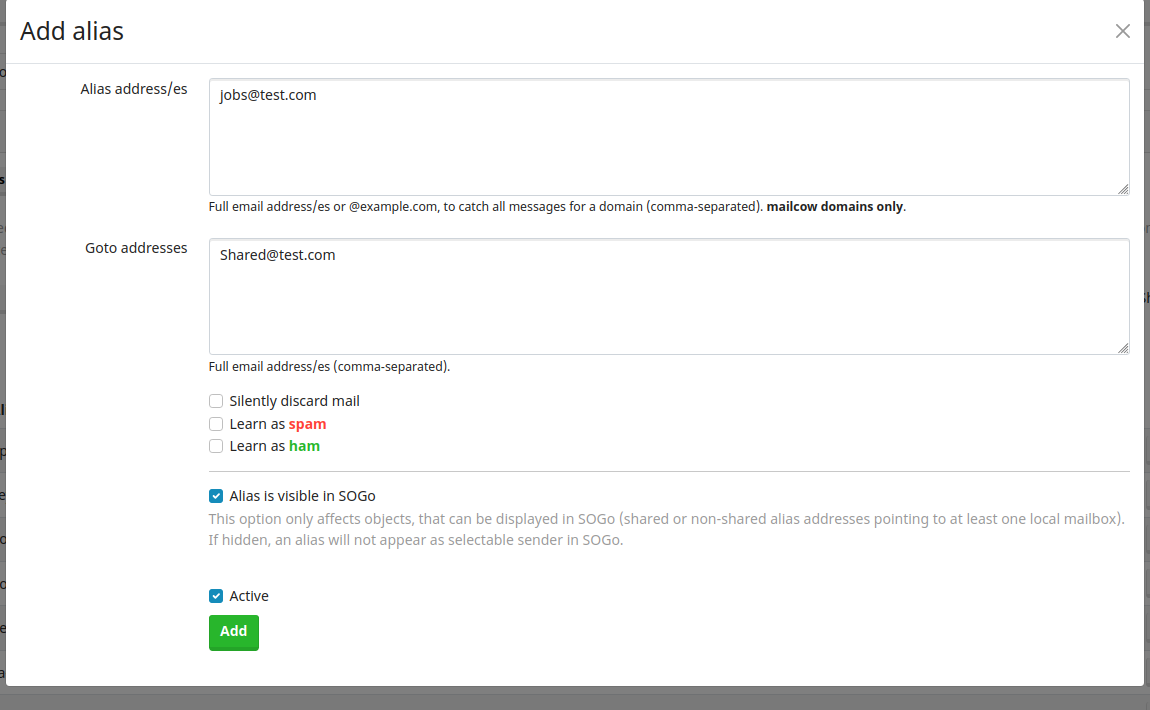 Add alias
Alias address/es
jobs@test.com
Full email address/es or @example.com, to catch all messages for a domain (comma-separated). mailcow domains only.
Goto addresses
Shared@test.com
Full email address/es (comma-separated).
Silently discard mail
Learn as spam
Learn as ham
Alias is visible in SOGo
This option only affects objects, that can be displayed in SOGo (shared or non-shared alias addresses pointing to at least one local mailbox).
If hidden, an alias will not appear as selectable sender in SOGo.
Active
Add